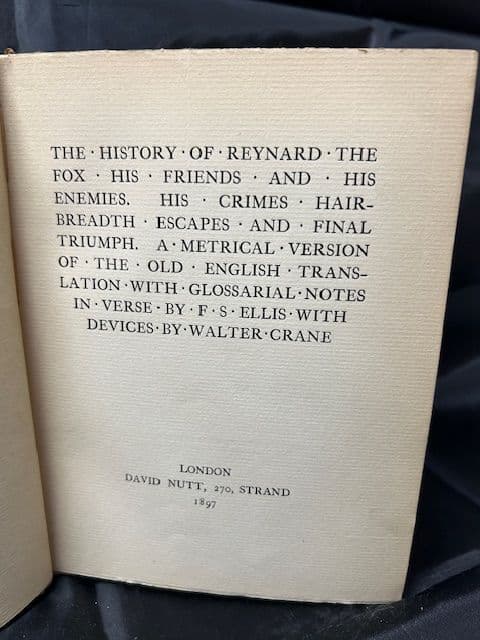 THE · HISTORY · OF · REYNARD · THE
FOX · HIS · FRIENDS · AND · HIS
ENEMIES. HIS · CRIMES · HAIR-
BREADTH · ESCAPES · AND · FINAL
TRIUMPH. A · METRICAL · VERSION
OF · THE · OLD · ENGLISH · TRANS-
LATION · WITH · GLOSSARIAL · NOTES
IN · VERSE · BY · F · S · ELLIS · WITH
DEVICES · BY · WALTER · CRANE
LONDON
DAVID NUTT, 270, STRAND
1897